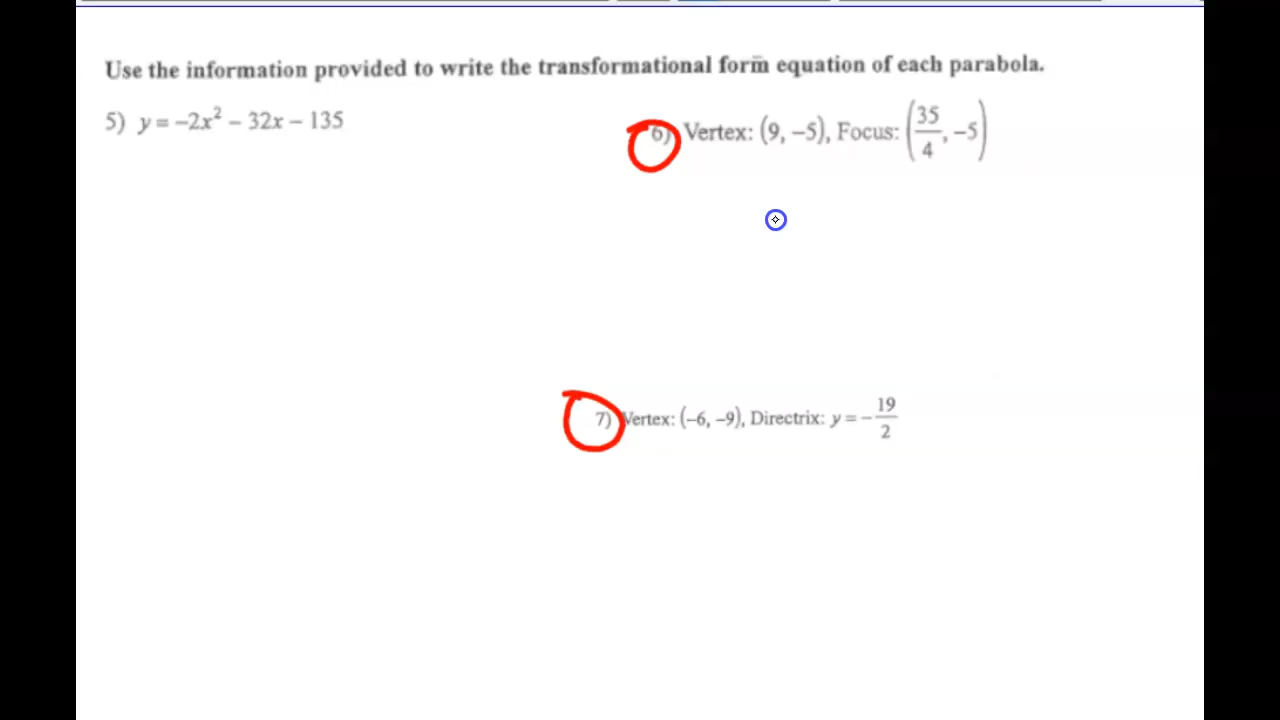 Use the information provided to write the transformational form equation of each parabola.
5) y = −2x² − 32x − 135
6) Vertex: (9, −5), Focus: (35/4, −5)
7) Vertex: (−6, −9), Directrix: y = −19/2